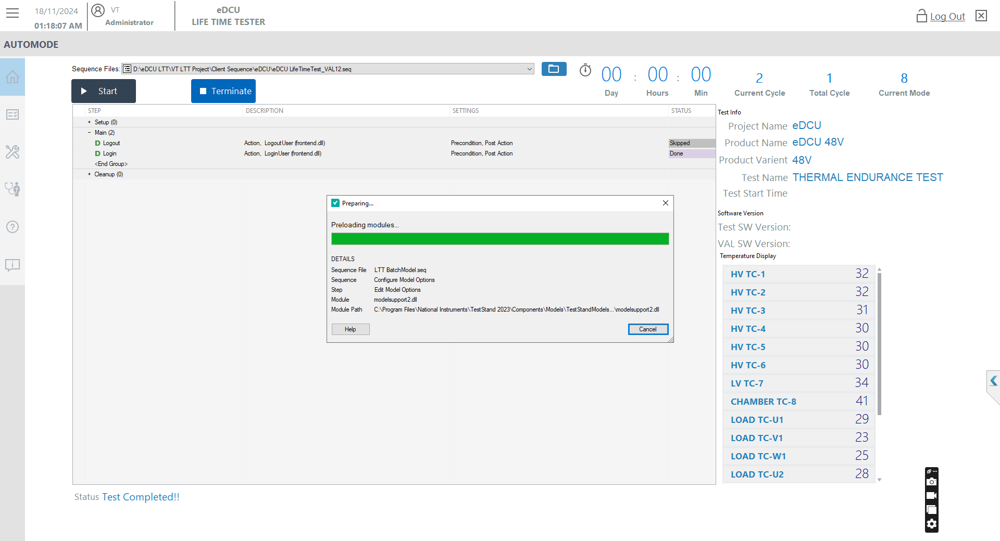 18/11/2024
01:18:07 AM
VT
Administrator
eDCU
LIFE TIME TESTER
Log Out
AUTOMODE
Sequence Files: D:\eDCU LTT\VT LTT Project\Client Sequence\eDCU\eDCU LifeTimeTest_VAL12.seq
00 : 00 : 00
Day Hours Min
2 1 8
Current Cycle Total Cycle Current Mode
Start Terminate
STEP DESCRIPTION SETTINGS STATUS
+ Setup (0)
− Main (2)
D Logout Action, LogoutUser (frontend.dll) Precondition, Post Action Skipped
D Login Action, LoginUser (frontend.dll) Precondition, Post Action Done
<End Group>
+ Cleanup (0)
Preparing...
Preloading modules...
DETAILS
Sequence File LTT BatchModel.seq
Sequence Configure Model Options
Step Edit Model Options
Module modelsupport2.dll
Module Path C:\Program Files\National Instruments\TestStand 2023\Components\Models\TestStandModels...\modelsupport2.dll
Help Cancel
Test Info
Project Name eDCU
Product Name eDCU 48V
Product Varient 48V
Test Name THERMAL ENDURANCE TEST
Test Start Time
Software Version
Test SW Version:
VAL SW Version:
Temperature Display
HV TC-1 32
HV TC-2 32
HV TC-3 31
HV TC-4 30
HV TC-5 30
HV TC-6 30
LV TC-7 34
CHAMBER TC-8 41
LOAD TC-U1 29
LOAD TC-V1 23
LOAD TC-W1 25
LOAD TC-U2 28
Status Test Completed!!